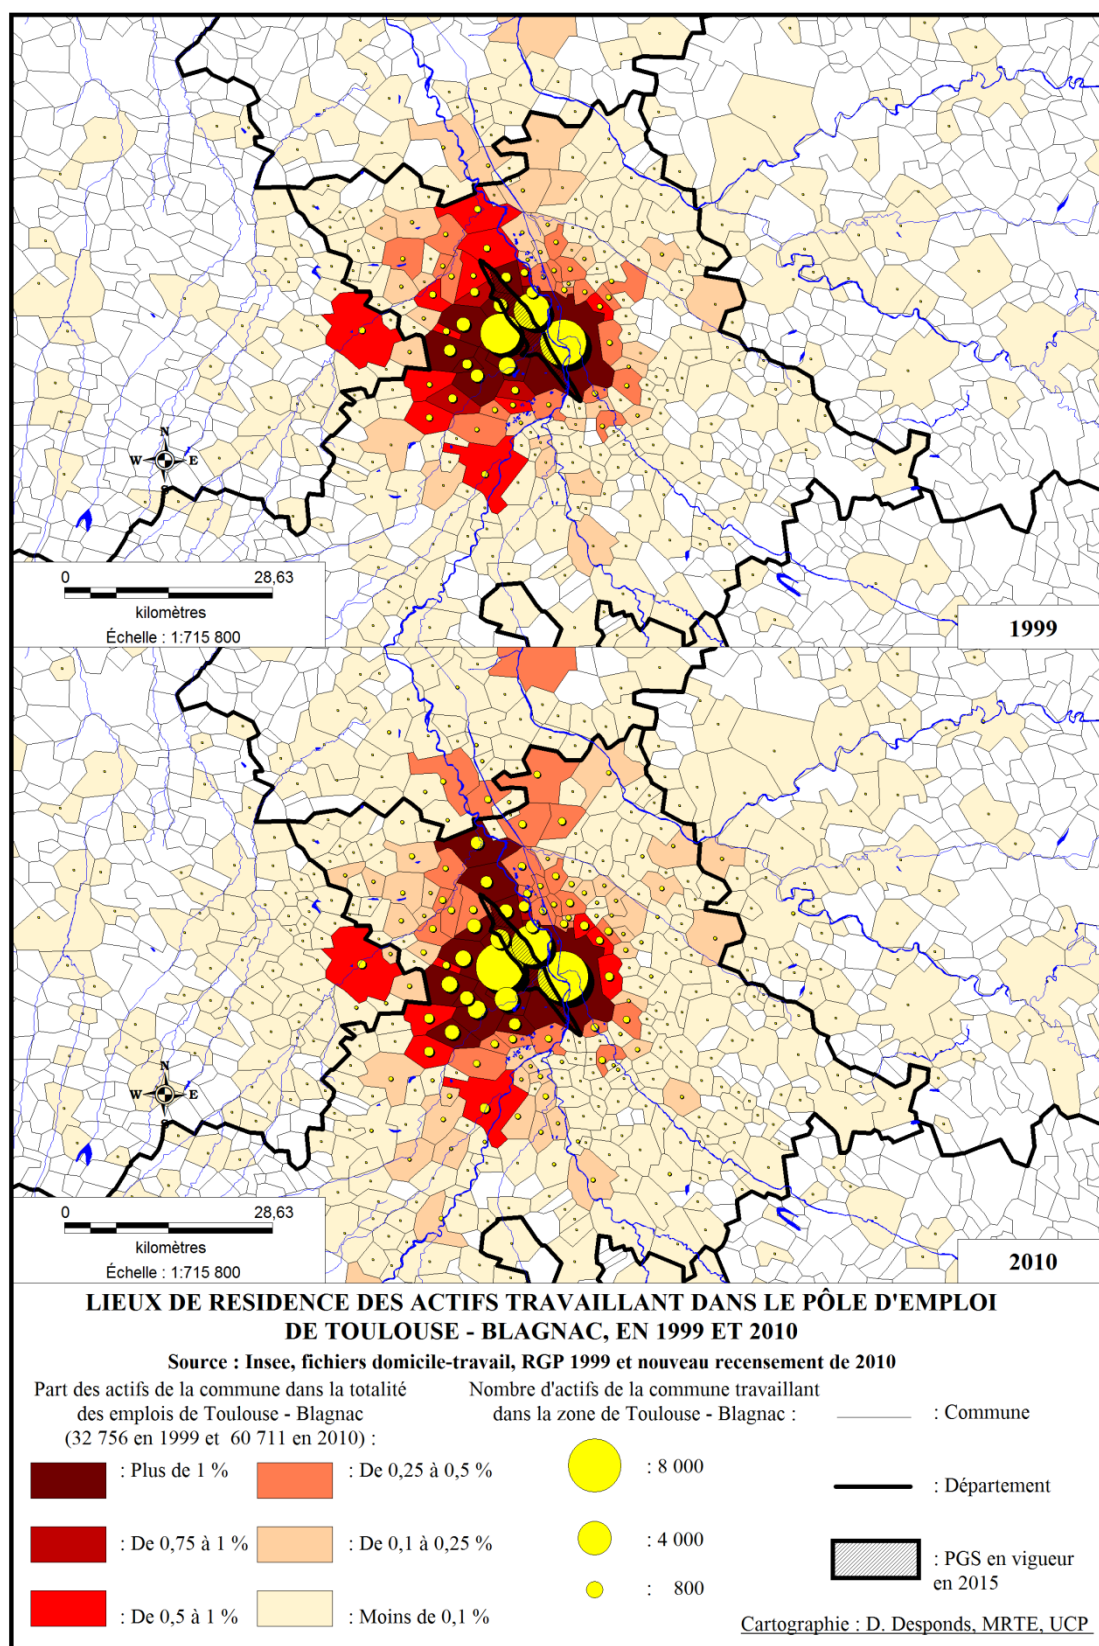 N
W E
S
0 28,63
kilomètres
Échelle : 1:715 800
1999
N
W E
S
0 28,63
kilomètres
Échelle : 1:715 800
2010
LIEUX DE RESIDENCE DES ACTIFS TRAVAILLANT DANS LE PÔLE D'EMPLOI
DE TOULOUSE - BLAGNAC, EN 1999 ET 2010
Source : Insee, fichiers domicile-travail, RGP 1999 et nouveau recensement de 2010
Part des actifs de la commune dans la totalité
des emplois de Toulouse - Blagnac
(32 756 en 1999 et 60 711 en 2010) :
: Plus de 1 %
: De 0,25 à 0,5 %
: De 0,75 à 1 %
: De 0,1 à 0,25 %
: De 0,5 à 1 %
: Moins de 0,1 %
Nombre d'actifs de la commune travaillant
dans la zone de Toulouse - Blagnac :
: 8 000
: 4 000
: 800
: Commune
: Département
: PGS en vigueur
en 2015
Cartographie : D. Desponds, MRTE, UCP